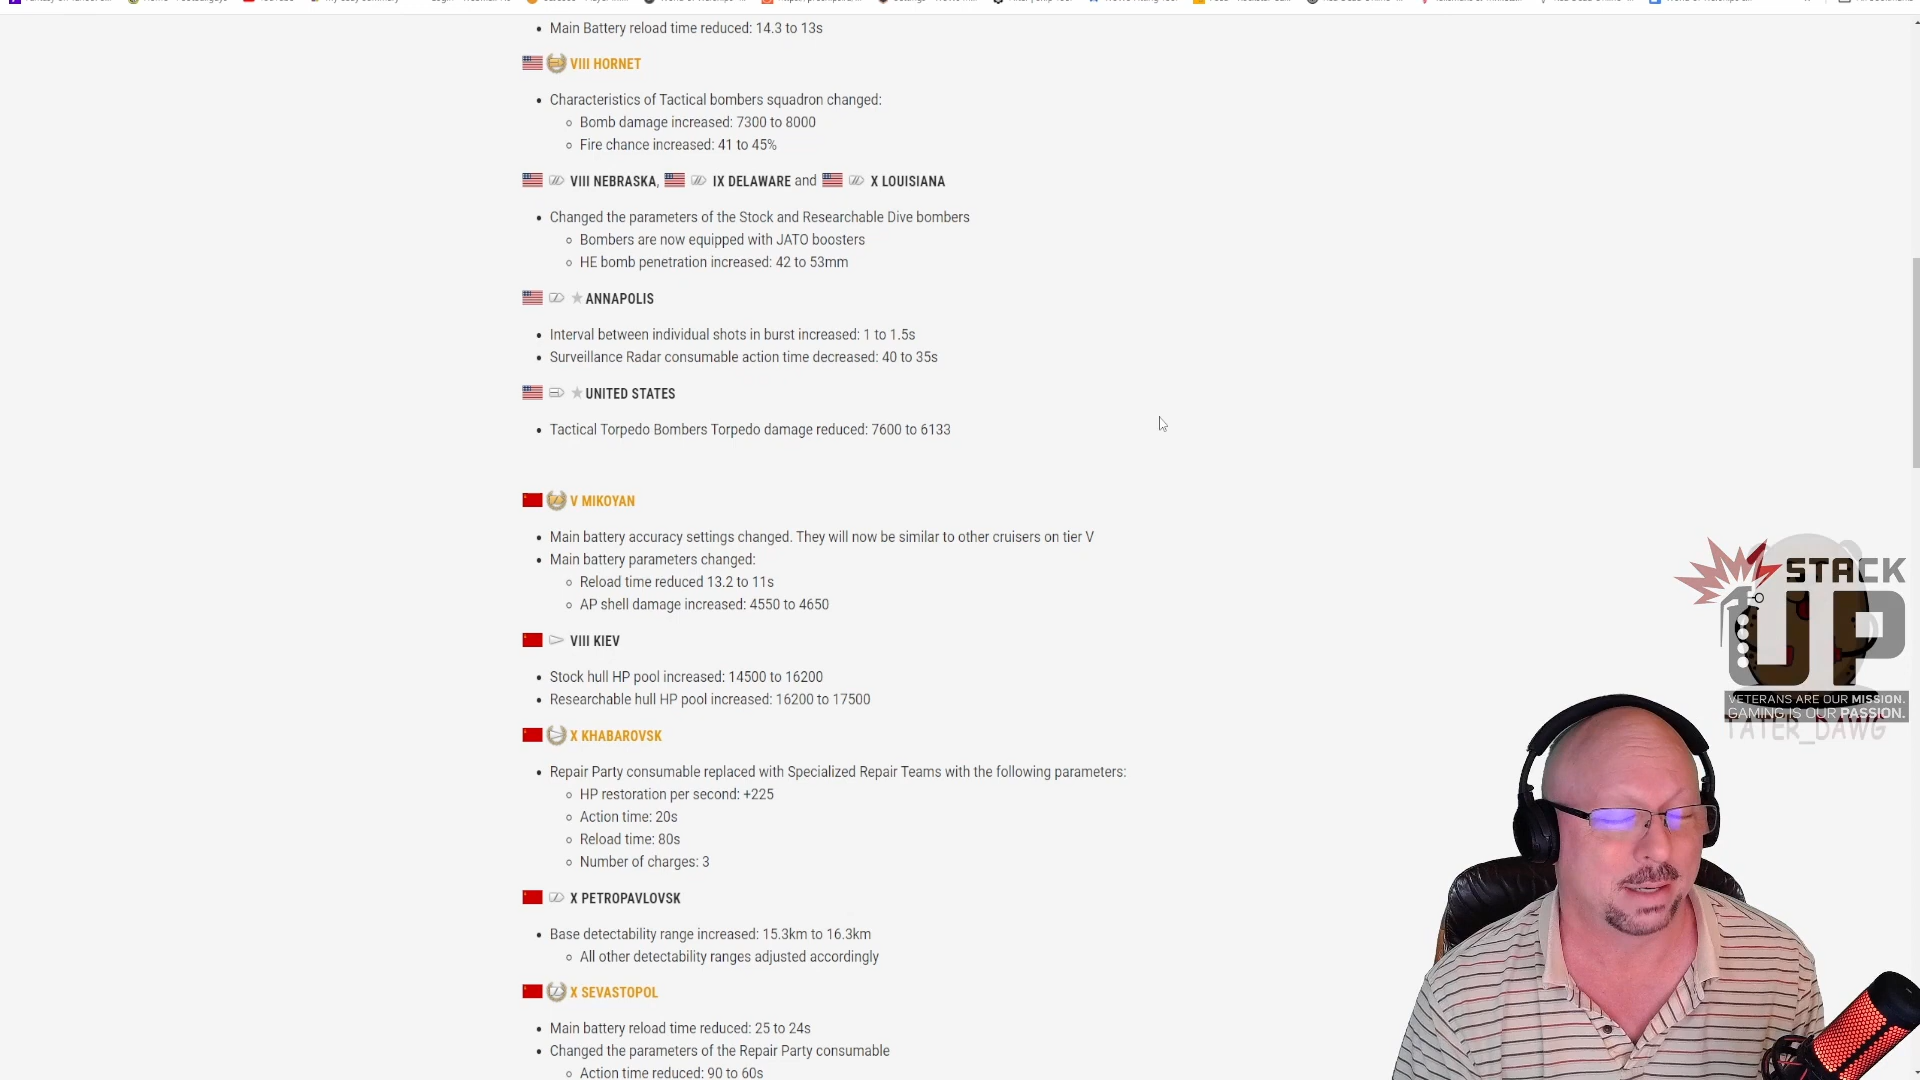 Main Battery reload time reduced: 14.3 to 13s
VIII HORNET
Characteristics of Tactical bombers squadron changed:
Bomb damage increased: 7300 to 8000
Fire chance increased: 41 to 45%
VIII NEBRASKA, IX DELAWARE and X LOUISIANA
Changed the parameters of the Stock and Researchable Dive bombers
Bombers are now equipped with JATO boosters
HE bomb penetration increased: 42 to 53mm
ANNAPOLIS
Interval between individual shots in burst increased: 1 to 1.5s
Surveillance Radar consumable action time decreased: 40 to 35s
UNITED STATES
Tactical Torpedo Bombers Torpedo damage reduced: 7600 to 6133
V MIKOYAN
Main battery accuracy settings changed. They will now be similar to other cruisers on tier V
Main battery parameters changed:
Reload time reduced 13.2 to 11s
AP shell damage increased: 4550 to 4650
VIII KIEV
Stock hull HP pool increased: 14500 to 16200
Researchable hull HP pool increased: 16200 to 17500
X KHABAROVSK
Repair Party consumable replaced with Specialized Repair Teams with the following parameters:
HP restoration per second: +225
Action time: 20s
Reload time: 80s
Number of charges: 3
X PETROPAVLOVSK
Base detectability range increased: 15.3km to 16.3km
All other detectability ranges adjusted accordingly
X SEVASTOPOL
Main battery reload time reduced: 25 to 24s
Changed the parameters of the Repair Party consumable
Action time reduced: 90 to 60s
STACK
UP
VETERANS ARE OUR MISSION.
GAMING IS OUR PASSION.
TATER_DAWG